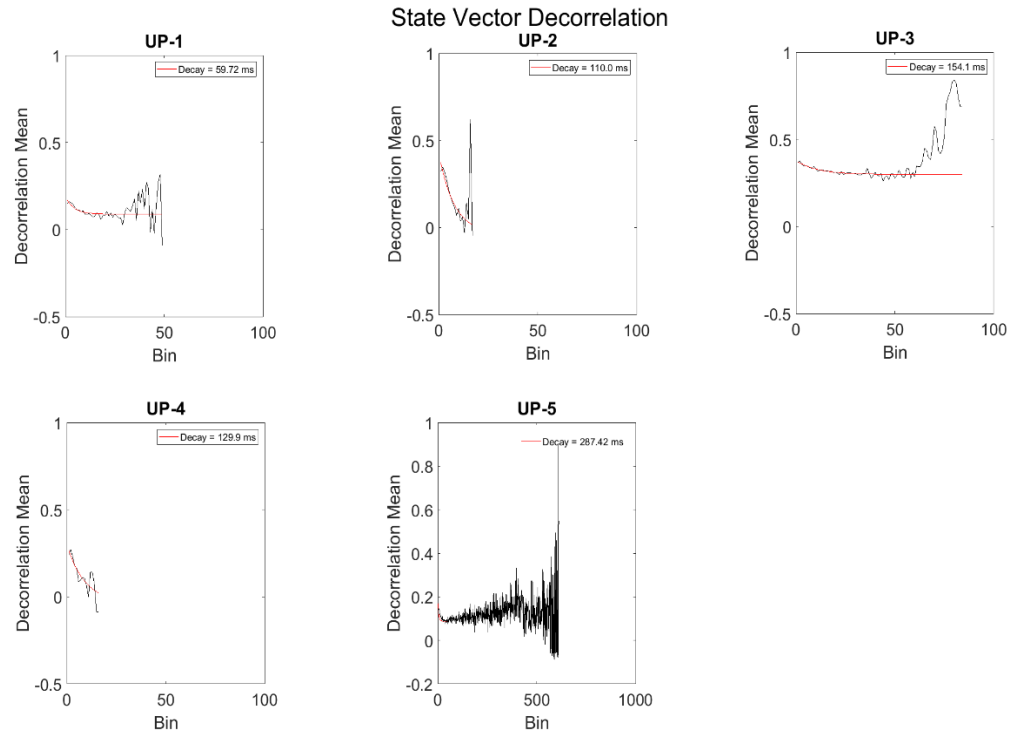 State Vector Decorrelation
UP-1
Decay = 59.72 ms
1
0.5
0
-0.5
Decorrelation Mean
0
50
100
Bin
UP-2
Decay = 110.0 ms
1
0.5
0
-0.5
Decorrelation Mean
0
50
100
Bin
UP-3
Decay = 154.1 ms
1
0.5
0
-0.5
Decorrelation Mean
0
50
100
Bin
UP-4
Decay = 129.9 ms
1
0.5
0
-0.5
Decorrelation Mean
0
50
100
Bin
UP-5
Decay = 287.42 ms
1
0.8
0.6
0.4
0.2
0
-0.2
Decorrelation Mean
0
500
1000
Bin